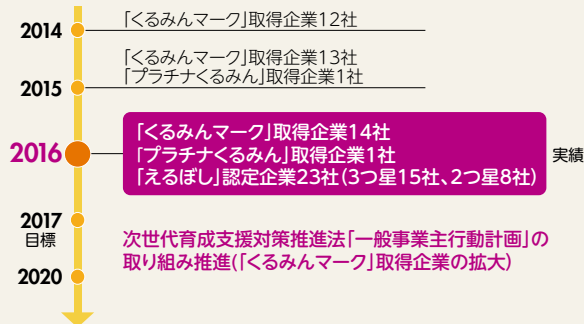 2014
「くるみんマーク」取得企業12社
「くるみんマーク」取得企業13社
「プラチナくるみん」取得企業1社
2015
「くるみんマーク」取得企業14社
2016
「プラチナくるみん」取得企業1社
実績
「えるぼし」認定企業23社(3つ星15社、2つ星8社)
2017
目標
次世代育成支援対策推進法「一般事業主行動計画」の
取り組み推進(「くるみんマーク」取得企業の拡大)
2020